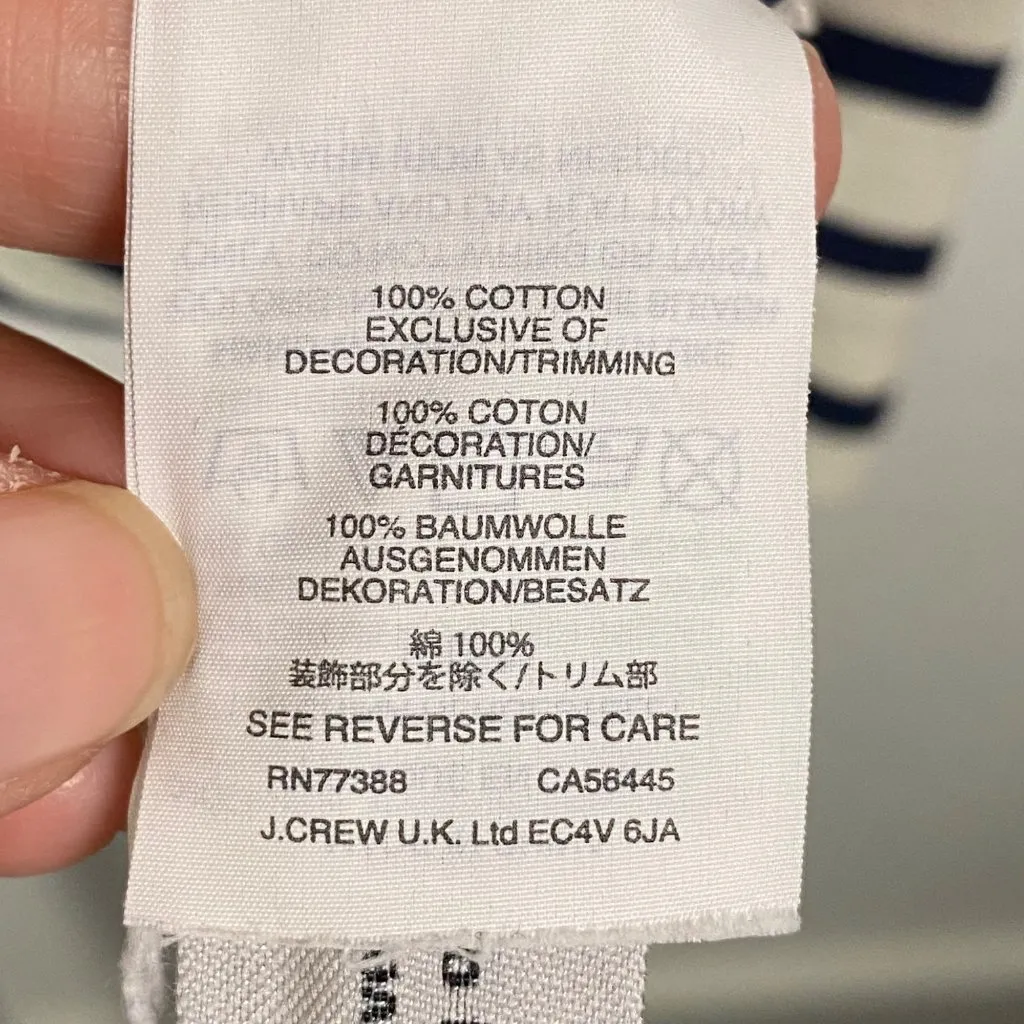 100% COTTON
EXCLUSIVE OF
DECORATION/TRIMMING
100% COTON
DÉCORATION/
GARNITURES
100% BAUMWOLLE
AUSGENOMMEN
DEKORATION/BESATZ
綿 100%
装飾部分を除く/トリム部
SEE REVERSE FOR CARE
RN77388 CA56445
J.CREW U.K. Ltd EC4V 6JA